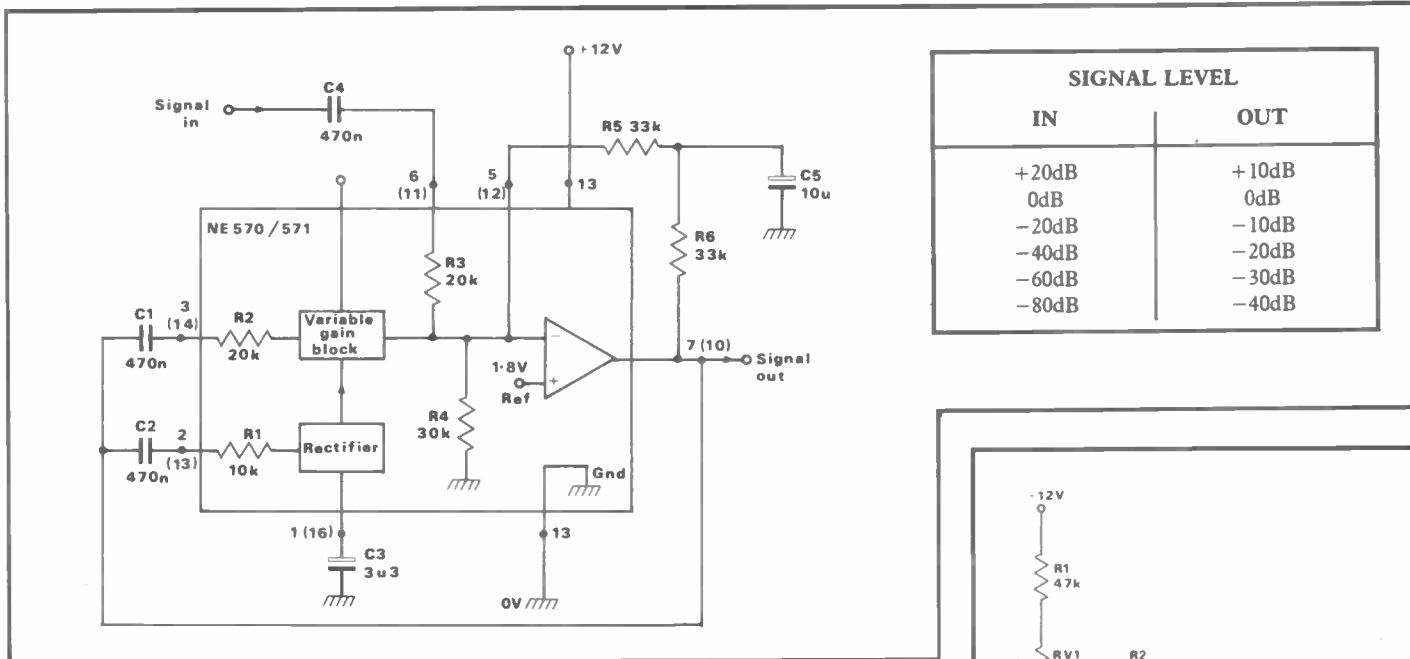 +12V
C4
Signal
in
470n
R5 33k
6
(11)
5
(12)
13
C5
10u
NE 570/571
R3
20k
R6
33k
C1
470n
3
(14)
R2
20k
Variable
gain
block
7 (10)
Signal
out
1·8V
Ref
R4
30k
C2
470n
2
(13)
R1
10k
Rectifier
Gnd
1 (16)
13
C3
3u3
0V
SIGNAL LEVEL
IN OUT
+20dB +10dB
0dB 0dB
−20dB −10dB
−40dB −20dB
−60dB −30dB
−80dB −40dB
12V
R1
47k
RV1 R2